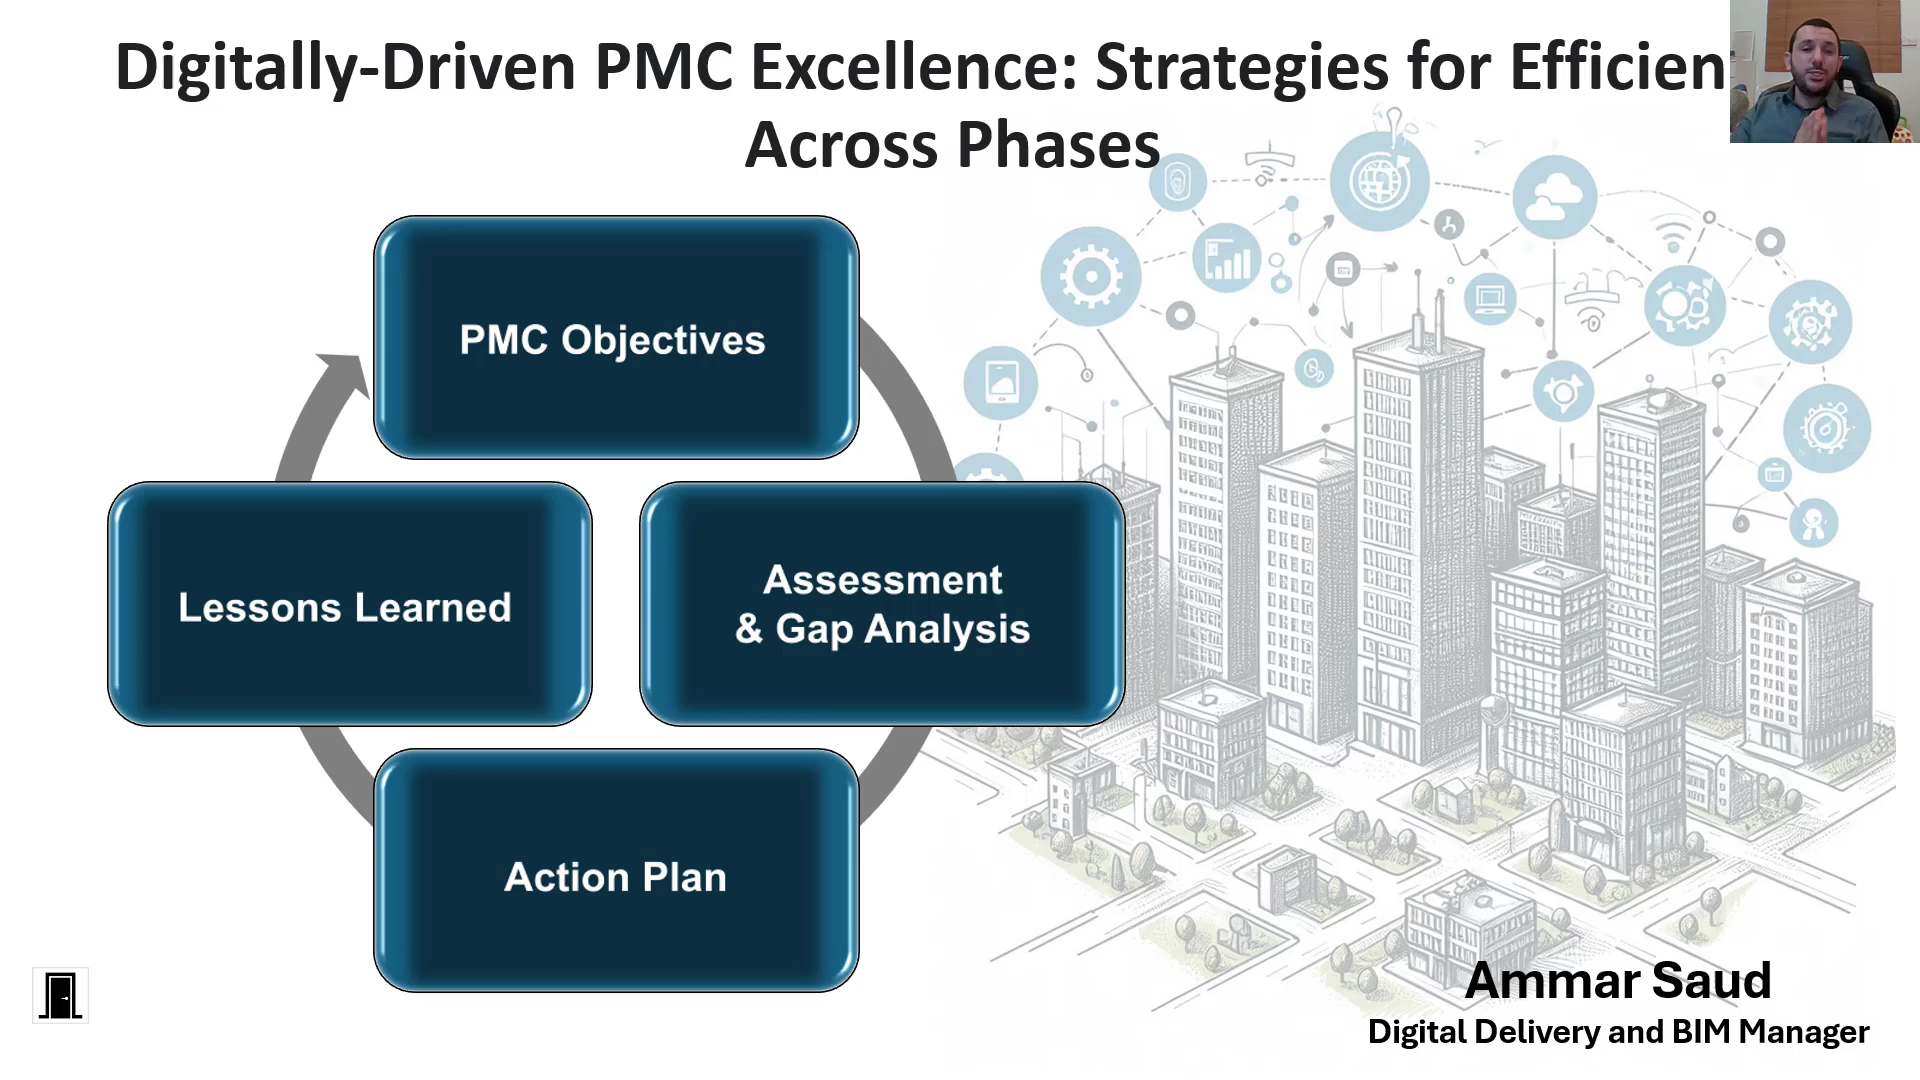 Digitally-Driven PMC Excellence: Strategies for Efficien
Across Phases
PMC Objectives
Lessons Learned
Assessment
& Gap Analysis
Action Plan
Ammar Saud
Digital Delivery and BIM Manager